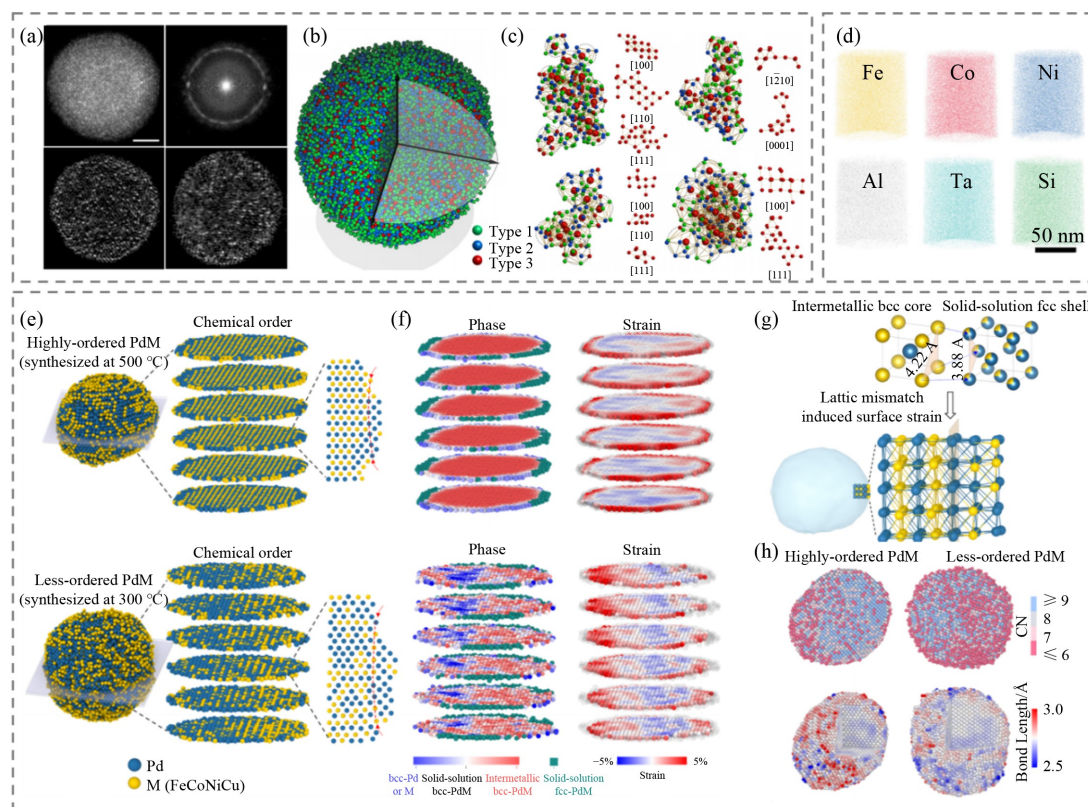 (a)
(b)
Type 1
Type 2
Type 3
(c)
[100]
[110]
[111]
[100]
[110]
[111]
[1̄210]
[0001]
[100]
[111]
(d)
Fe
Co
Ni
Al
Ta
Si
50 nm
(e)
Highly-ordered PdM
(synthesized at 500 ℃)
Chemical order
Less-ordered PdM
(synthesized at 300 ℃)
Chemical order
Pd
M (FeCoNiCu)
(f)
Phase
Strain
Phase
Strain
bcc-Pd
or M
Solid-solution
bcc-PdM
Intermetallic
bcc-PdM
Solid-solution
fcc-PdM
−5%
5%
Strain
(g)
Intermetallic bcc core
Solid-solution fcc shell
4.22 Å
3.88 Å
Lattic mismatch
induced surface strain
(h)
Highly-ordered PdM
Less-ordered PdM
⩾ 9
8
7
⩽ 6
CN
3.0
2.5
Bond Length/Å